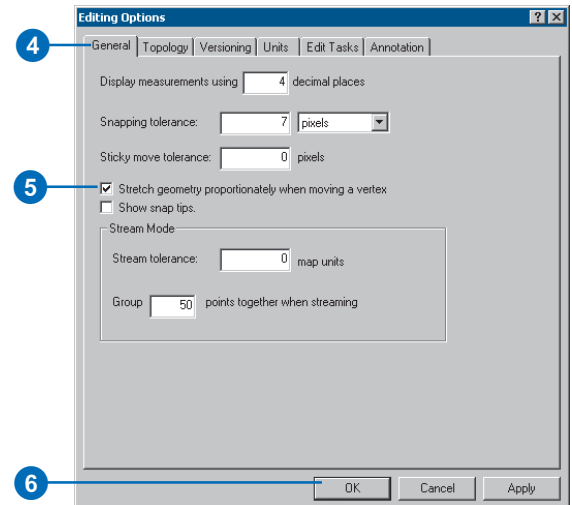 Editing Options
4
General Topology Versioning Units Edit Tasks Annotation
Display measurements using 4 decimal places
Snapping tolerance: 7 pixels
Sticky move tolerance: 0 pixels
5
Stretch geometry proportionately when moving a vertex
Show snap tips.
Stream Mode
Stream tolerance: 0 map units
Group 50 points together when streaming
6
OK Cancel Apply